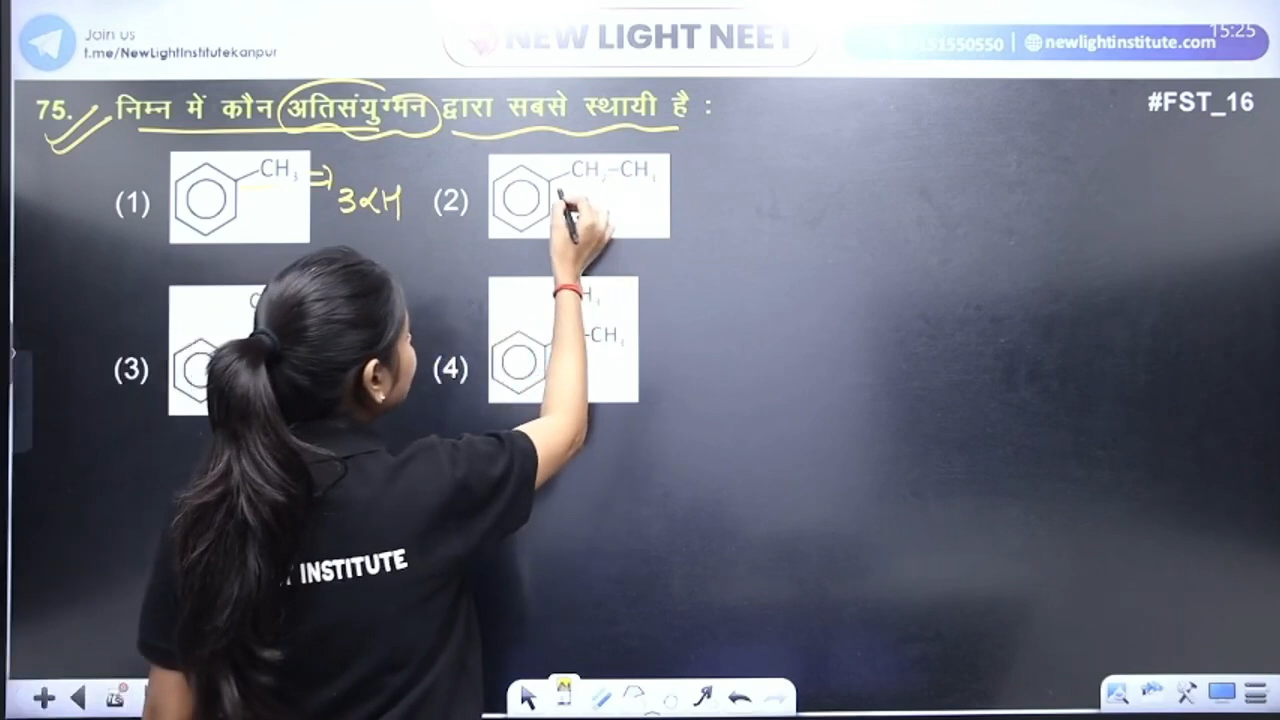 Join us
t.me/NewLightInstitutekanpur
NEW LIGHT NEET
9151550550 | newlightinstitute.com
15:25
75. निम्न में कौन अतिसंयुग्मन द्वारा सबसे स्थायी है :
#FST_16
(1) CH₃ ⇒ 3αH
(2) CH₂–CH₃
(3)
(4) –CH₃
INSTITUTE